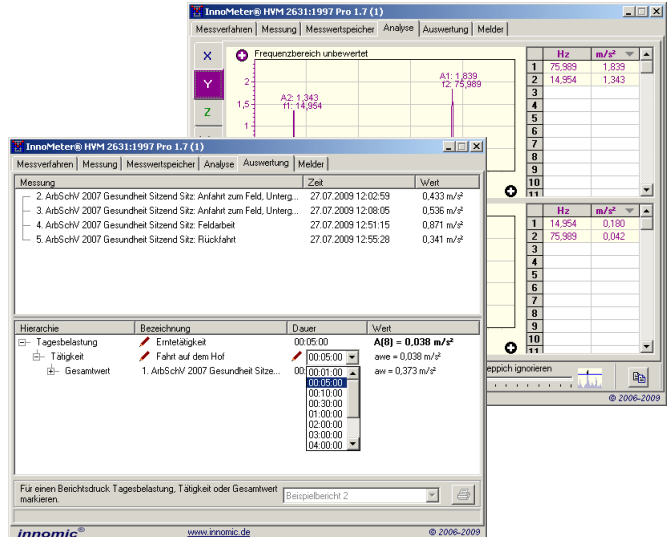 InnoMeter® HVM 2631:1997 Pro 1.7 (1)
Messverfahren Messung Messwertspeicher Analyse Auswertung Melder
X
Y
Z
Frequenzbereich unbewertet
2
1,5
1
A2: 1,343
f1: 14,954
A1: 1,839
f2: 75,989
Hz m/s²
1 75,989 1,839
2 14,954 1,343
3
4
5
6
7
8
9
10
11
Hz m/s²
1 14,954 0,180
2 75,989 0,042
3
4
5
6
7
8
9
10
11
eppich ignorieren
© 2006-2009
InnoMeter® HVM 2631:1997 Pro 1.7 (1)
Messverfahren Messung Messwertspeicher Analyse Auswertung Melder
Messung Zeit Wert
2. ArbSchV 2007 Gesundheit Sitzend Sitz: Anfahrt zum Feld, Unterg... 27.07.2009 12:02:59 0,433 m/s²
3. ArbSchV 2007 Gesundheit Sitzend Sitz: Anfahrt zum Feld, Unterg... 27.07.2009 12:08:05 0,536 m/s²
4. ArbSchV 2007 Gesundheit Sitzend Sitz: Feldarbeit 27.07.2009 12:51:15 0,871 m/s²
5. ArbSchV 2007 Gesundheit Sitzend Sitz: Rückfahrt 27.07.2009 12:55:28 0,341 m/s²
Hierarchie Bezeichnung Dauer Wert
Tagesbelastung Erntetätigkeit 00:05:00 A(8) = 0,038 m/s²
Tätigkeit Fahrt auf dem Hof 00:05:00 awe = 0,038 m/s²
Gesamtwert 1. ArbSchV 2007 Gesundheit Sitze... 00: aw = 0,373 m/s²
00:01:00
00:05:00
00:10:00
00:30:00
01:00:00
02:00:00
03:00:00
04:00:00
Für einen Berichtsdruck Tagesbelastung, Tätigkeit oder Gesamtwert
markieren.
Beispielbericht 2
innomic® www.innomic.de © 2006-2009